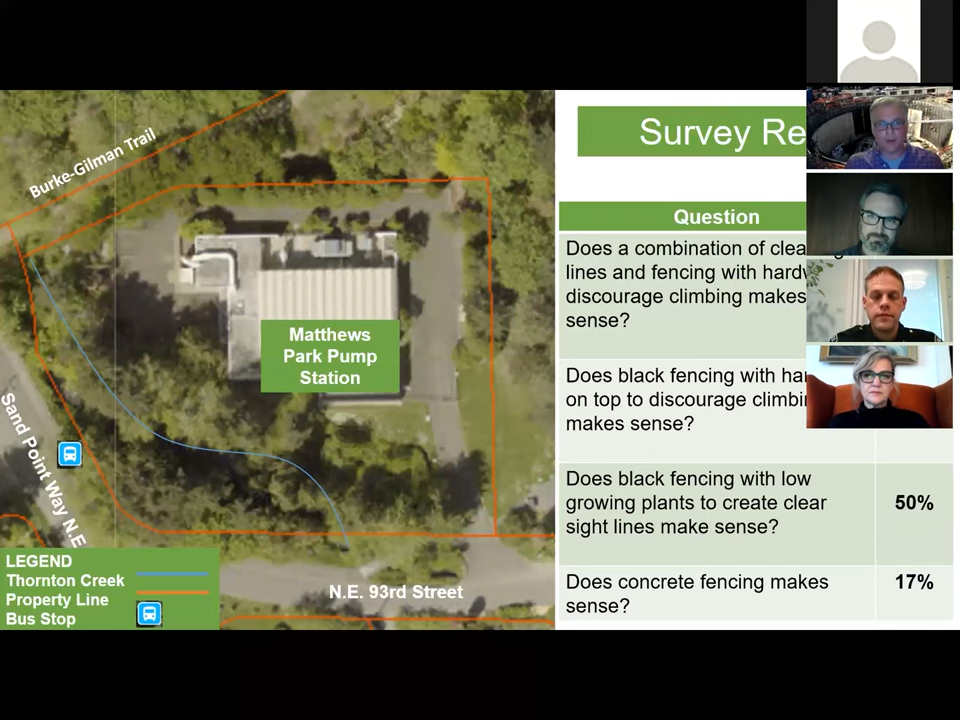 Burke-Gilman Trail
Matthews
Park Pump
Station
Sand Point Way N.E
LEGEND
Thornton Creek
Property Line
Bus Stop
N.E. 93rd Street
Survey Re
Question
Does a combination of clea
lines and fencing with hardw
discourage climbing makes
sense?
Does black fencing with ha
on top to discourage climbi
makes sense?
Does black fencing with low
growing plants to create clear
sight lines make sense?
50%
Does concrete fencing makes
sense?
17%